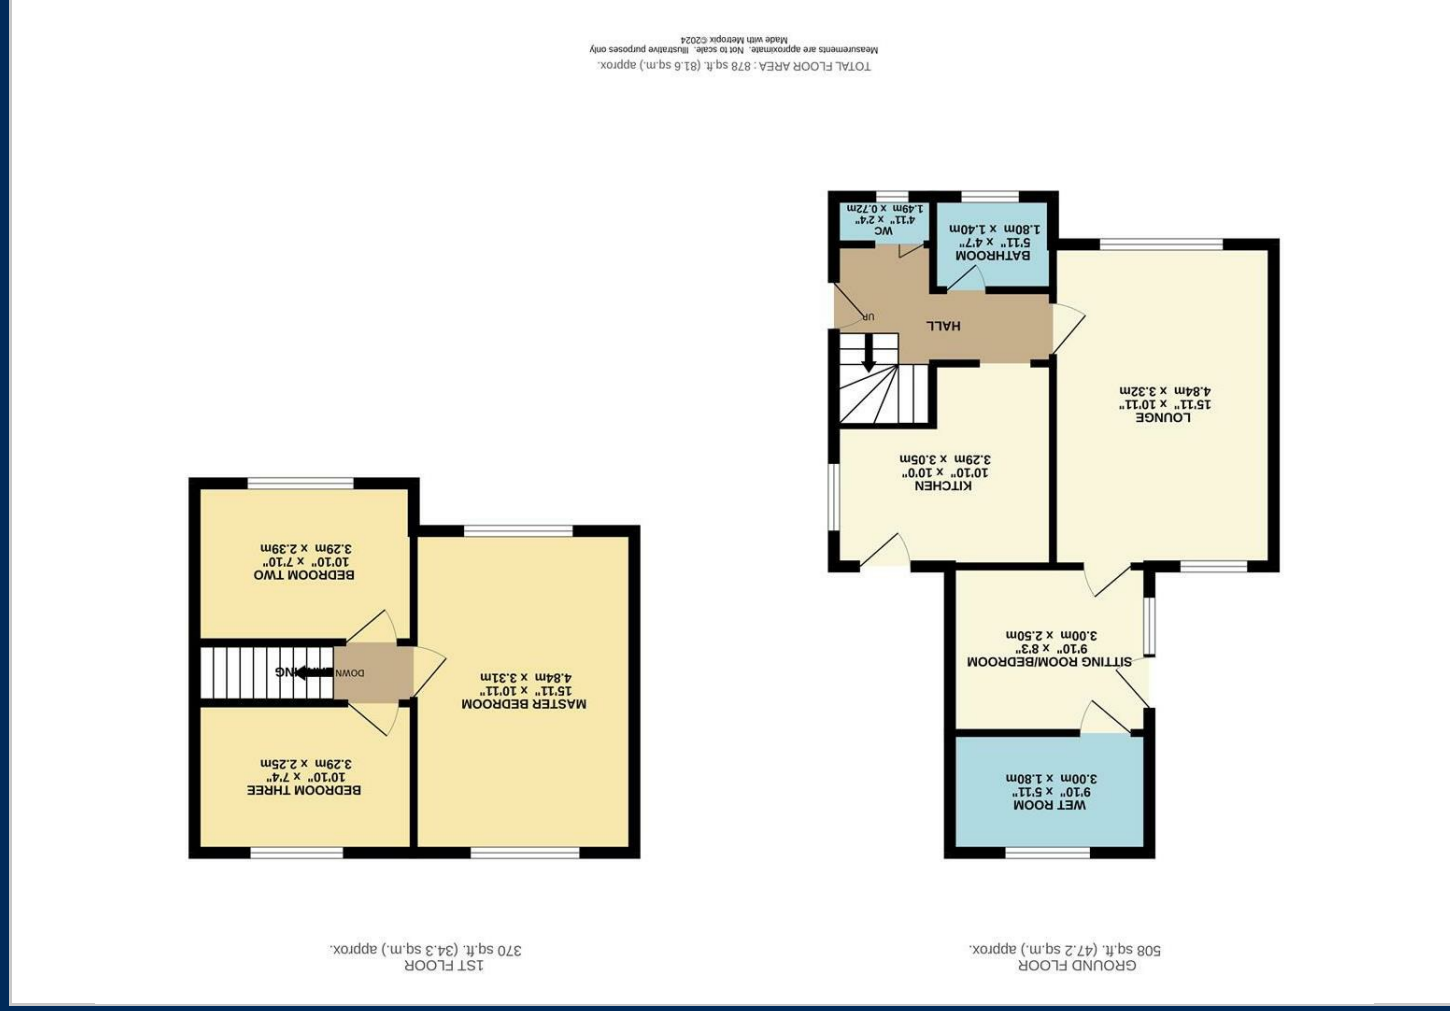 GROUND FLOOR
508 sq.ft. (47.2 sq.m.) approx.
WET ROOM
9'10" x 5'11"
3.00m x 1.80m
SITTING ROOM/BEDROOM
9'10" x 8'3"
3.00m x 2.50m
KITCHEN
10'10" x 10'0"
3.29m x 3.05m
LOUNGE
15'11" x 10'11"
4.84m x 3.32m
HALL
UP
BATHROOM
5'11" x 4'7"
1.80m x 1.40m
WC
4'11" x 2'4"
1.49m x 0.72m
1ST FLOOR
370 sq.ft. (34.3 sq.m.) approx.
BEDROOM THREE
10'10" x 7'4"
3.29m x 2.25m
MASTER BEDROOM
15'11" x 10'11"
4.84m x 3.31m
DOWN
LANDING
BEDROOM TWO
10'10" x 7'10"
3.29m x 2.39m
TOTAL FLOOR AREA : 878 sq.ft. (81.6 sq.m.) approx.
Measurements are approximate. Not to scale. Illustrative purposes only
Made with Metropix ©2024